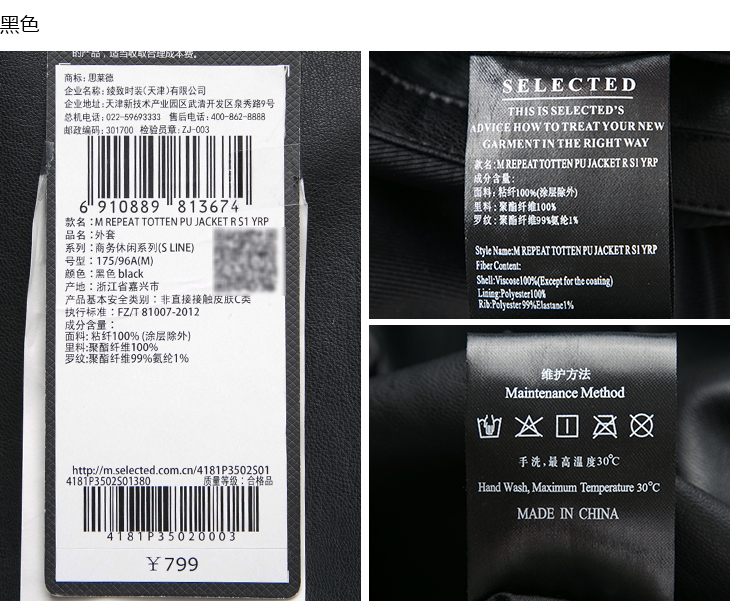 黑色
的产品，适当收取合理成本费。
商标: 思莱德
企业名称: 绫致时装(天津)有限公司
企业地址: 天津新技术产业园区武清开发区泉秀路9号
总机电话: 022-59693333 售后电话: 400-862-8888
邮政编码: 301700 检验员章: ZJ-003
6 910889 813674
款名：M REPEAT TOTTEN PU JACKET R S1 YRP
品名：外套
系列：商务休闲系列(S LINE)
号型：175/96A(M)
颜色：黑色 black
产地：浙江省嘉兴市
产品基本安全类别：非直接接触皮肤C类
执行标准：FZ/T 81007-2012
成分含量：
面料: 粘纤100% (涂层除外)
里料:聚酯纤维100%
罗纹:聚酯纤维99%氨纶1%
http://m.selected.com.cn/4181P3502S01
4181P3502S01380 质量等级：合格品
4181P35020003
￥799
SELECTED
THIS IS SELECTED'S
ADVICE HOW TO TREAT YOUR NEW
GARMENT IN THE RIGHT WAY
款名:M REPEAT TOTTEN PU JACKET R S1 YRP
成分含量:
面料: 粘纤100%(涂层除外)
里料: 聚酯纤维100%
罗纹: 聚酯纤维99%氨纶1%
Style Name:M REPEAT TOTTEN PU JACKET R S1 YRP
Fiber Content:
Shell:Viscose100%(Except for the coating)
Lining:Polyester100%
Rib:Polyester99%Elastane1%
维护方法
Maintenance Method
手洗,最高温度30℃
Hand Wash, Maximum Temperature 30℃
MADE IN CHINA